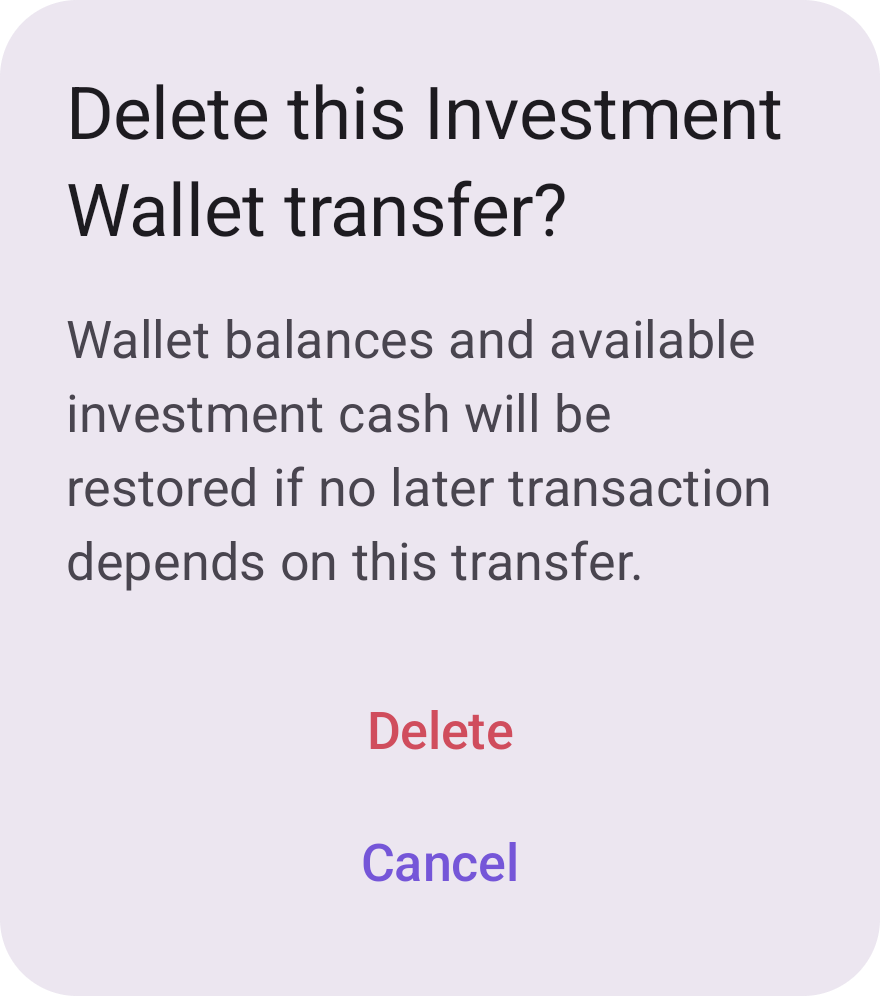 Delete this Investment
Wallet transfer?
Wallet balances and available
investment cash will be
restored if no later transaction
depends on this transfer.
Delete
Cancel